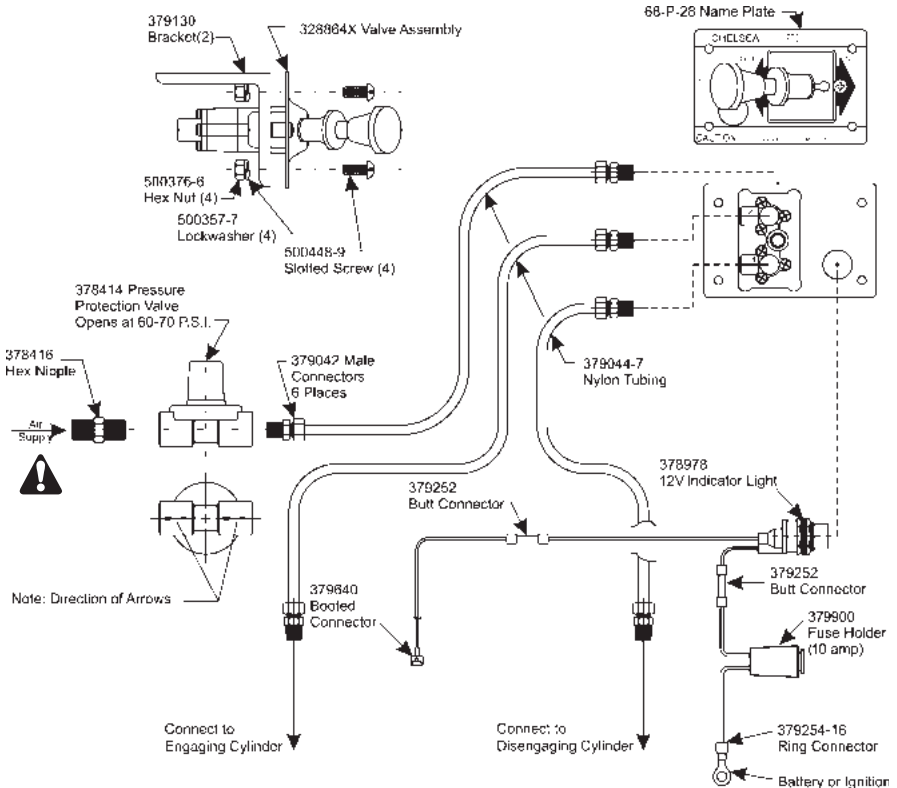 68-P-28 Name Plate
379130
Bracket(2)
328864X Valve Assembly
CHELSEA
CAUTION
500376-6
Hex Nut (4)
500357-7
Lockwasher (4)
500448-9
Slotted Screw (4)
378414 Pressure
Protection Valve
Opens at 60-70 P.S.I.
378416
Hex Nipple
379042 Male
Connectors
6 Places
379044-7
Nylon Tubing
Air
Supply
378978
12V Indicator Light
379252
Butt Connector
Note: Direction of Arrows
379640
Booted
Connector
379252
Butt Connector
379900
Fuse Holder
(10 amp)
Connect to
Engaging Cylinder
Connect to
Disengaging Cylinder
379254-16
Ring Connector
Battery or Ignition